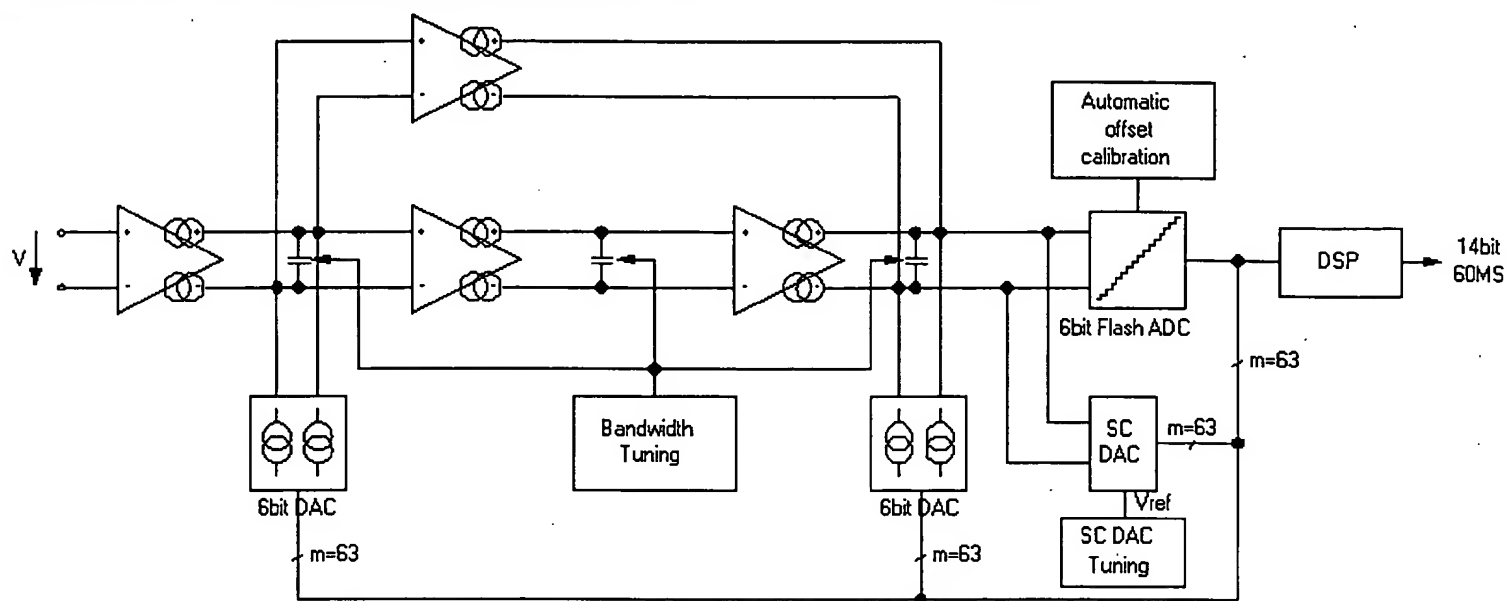 Automatic
offset
calibration
+
-
+
-
V
+
-
+
-
+
-
+
-
+
-
+
-
DSP
14bit
60MS
6bit Flash ADC
m=63
Bandwidth
Tuning
SC
DAC
m=63
6bit DAC
6bit DAC
Vref
m=63
m=63
SC DAC
Tuning